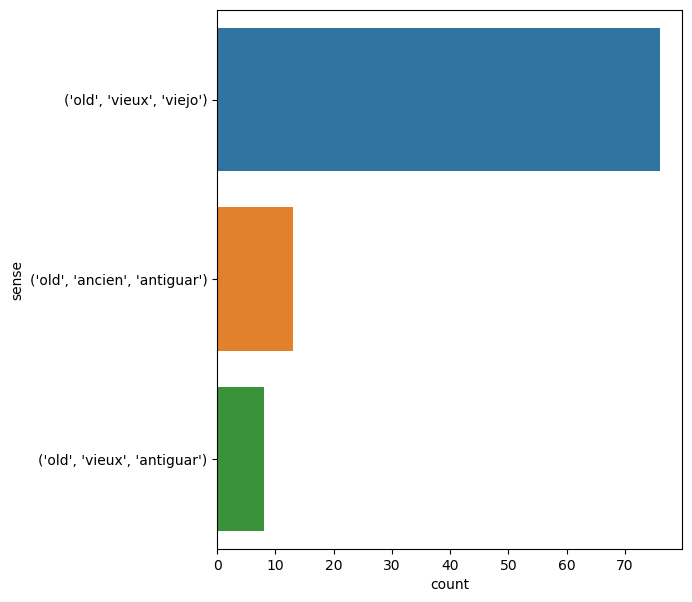 ('old', 'vieux', 'viejo')
('old', 'ancien', 'antiguar')
('old', 'vieux', 'antiguar')
sense
0 10 20 30 40 50 60 70
count